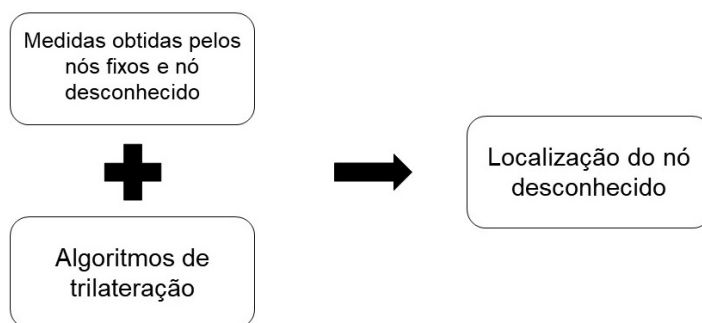 Medidas obtidas pelos
nós fixos e nó
desconhecido
Algoritmos de
trilateração
Localização do nó
desconhecido